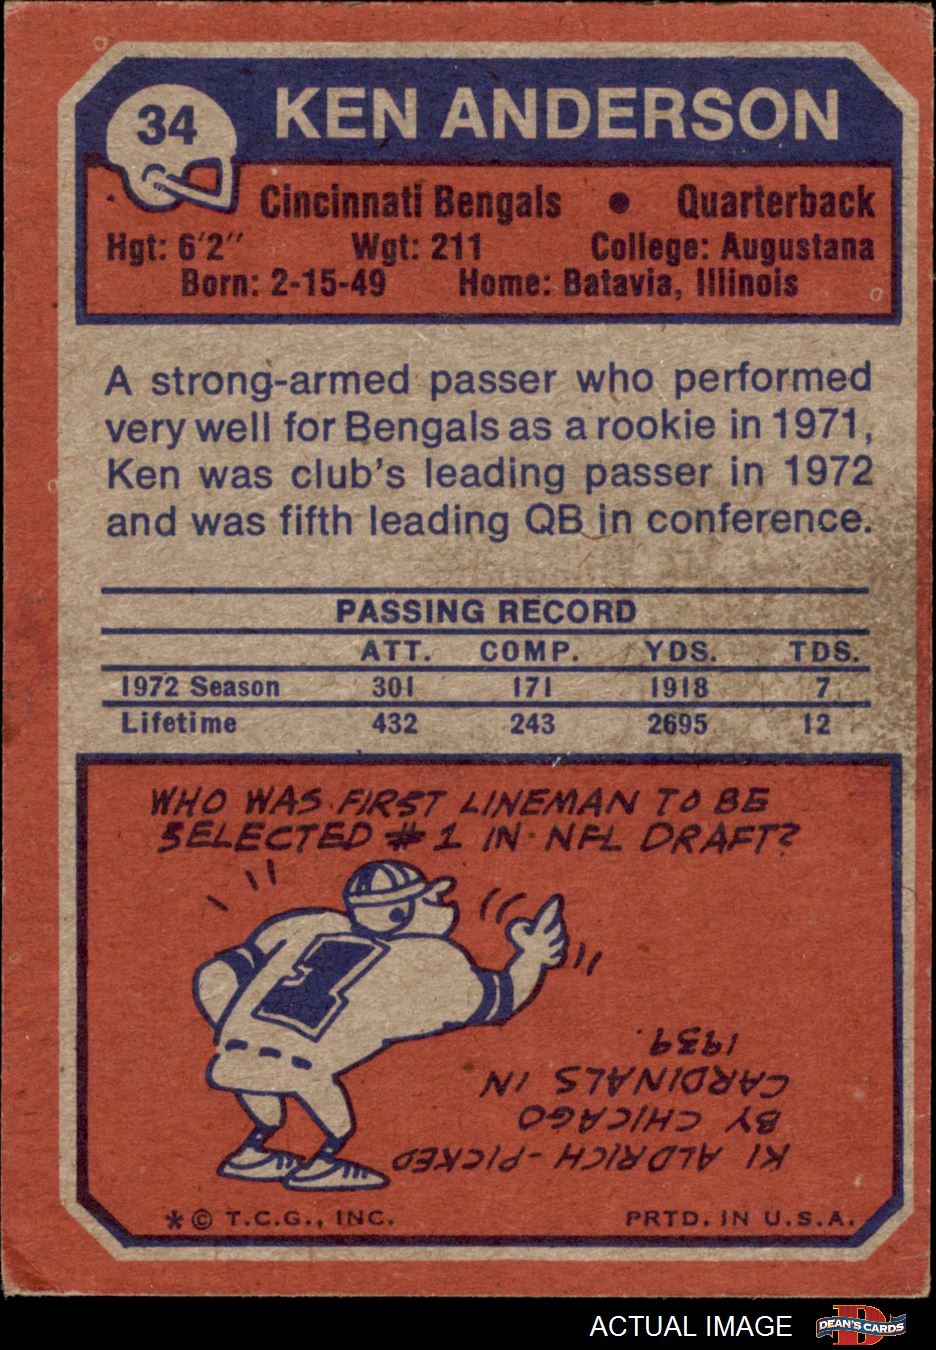 34
KEN ANDERSON
Cincinnati Bengals • Quarterback
Hgt: 6'2" Wgt: 211 College: Augustana
Born: 2-15-49 Home: Batavia, Illinois
A strong-armed passer who performed
very well for Bengals as a rookie in 1971,
Ken was club's leading passer in 1972
and was fifth leading QB in conference.
PASSING RECORD
ATT. COMP. YDS. TDS.
1972 Season 301 171 1918 7
Lifetime 432 243 2695 12
WHO WAS FIRST LINEMAN TO BE
SELECTED #1 IN NFL DRAFT?
1
KI ALDRICH - PICKED
BY CHICAGO
CARDINALS IN
1939.
* © T.C.G., INC. PRTD. IN U.S.A.
ACTUAL IMAGE
D
DEAN'S CARDS